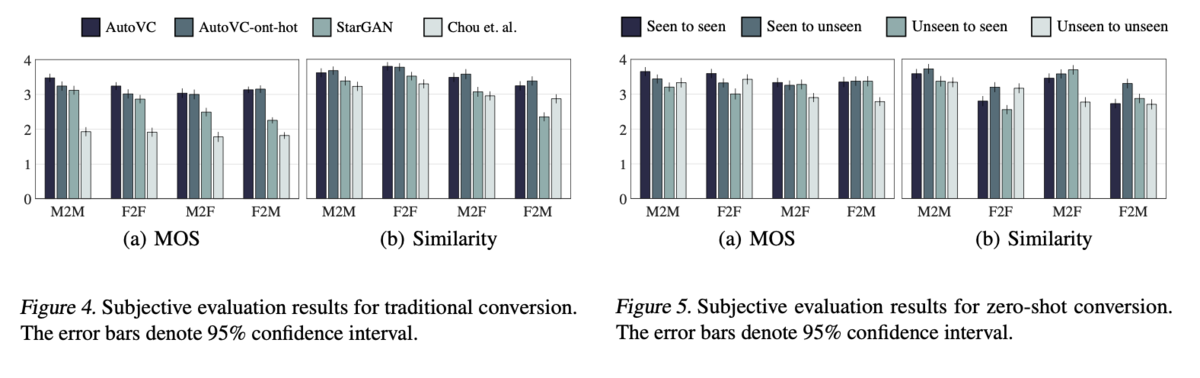 AutoVC AutoVC-ont-hot StarGAN Chou et. al.
4
3
2
1
0
M2M F2F M2F F2M M2M F2F M2F F2M
(a) MOS (b) Similarity
Figure 4. Subjective evaluation results for traditional conversion.
The error bars denote 95% confidence interval.
Seen to seen Seen to unseen Unseen to seen Unseen to unseen
4
3
2
1
0
M2M F2F M2F F2M M2M F2F M2F F2M
(a) MOS (b) Similarity
Figure 5. Subjective evaluation results for zero-shot conversion.
The error bars denote 95% confidence interval.